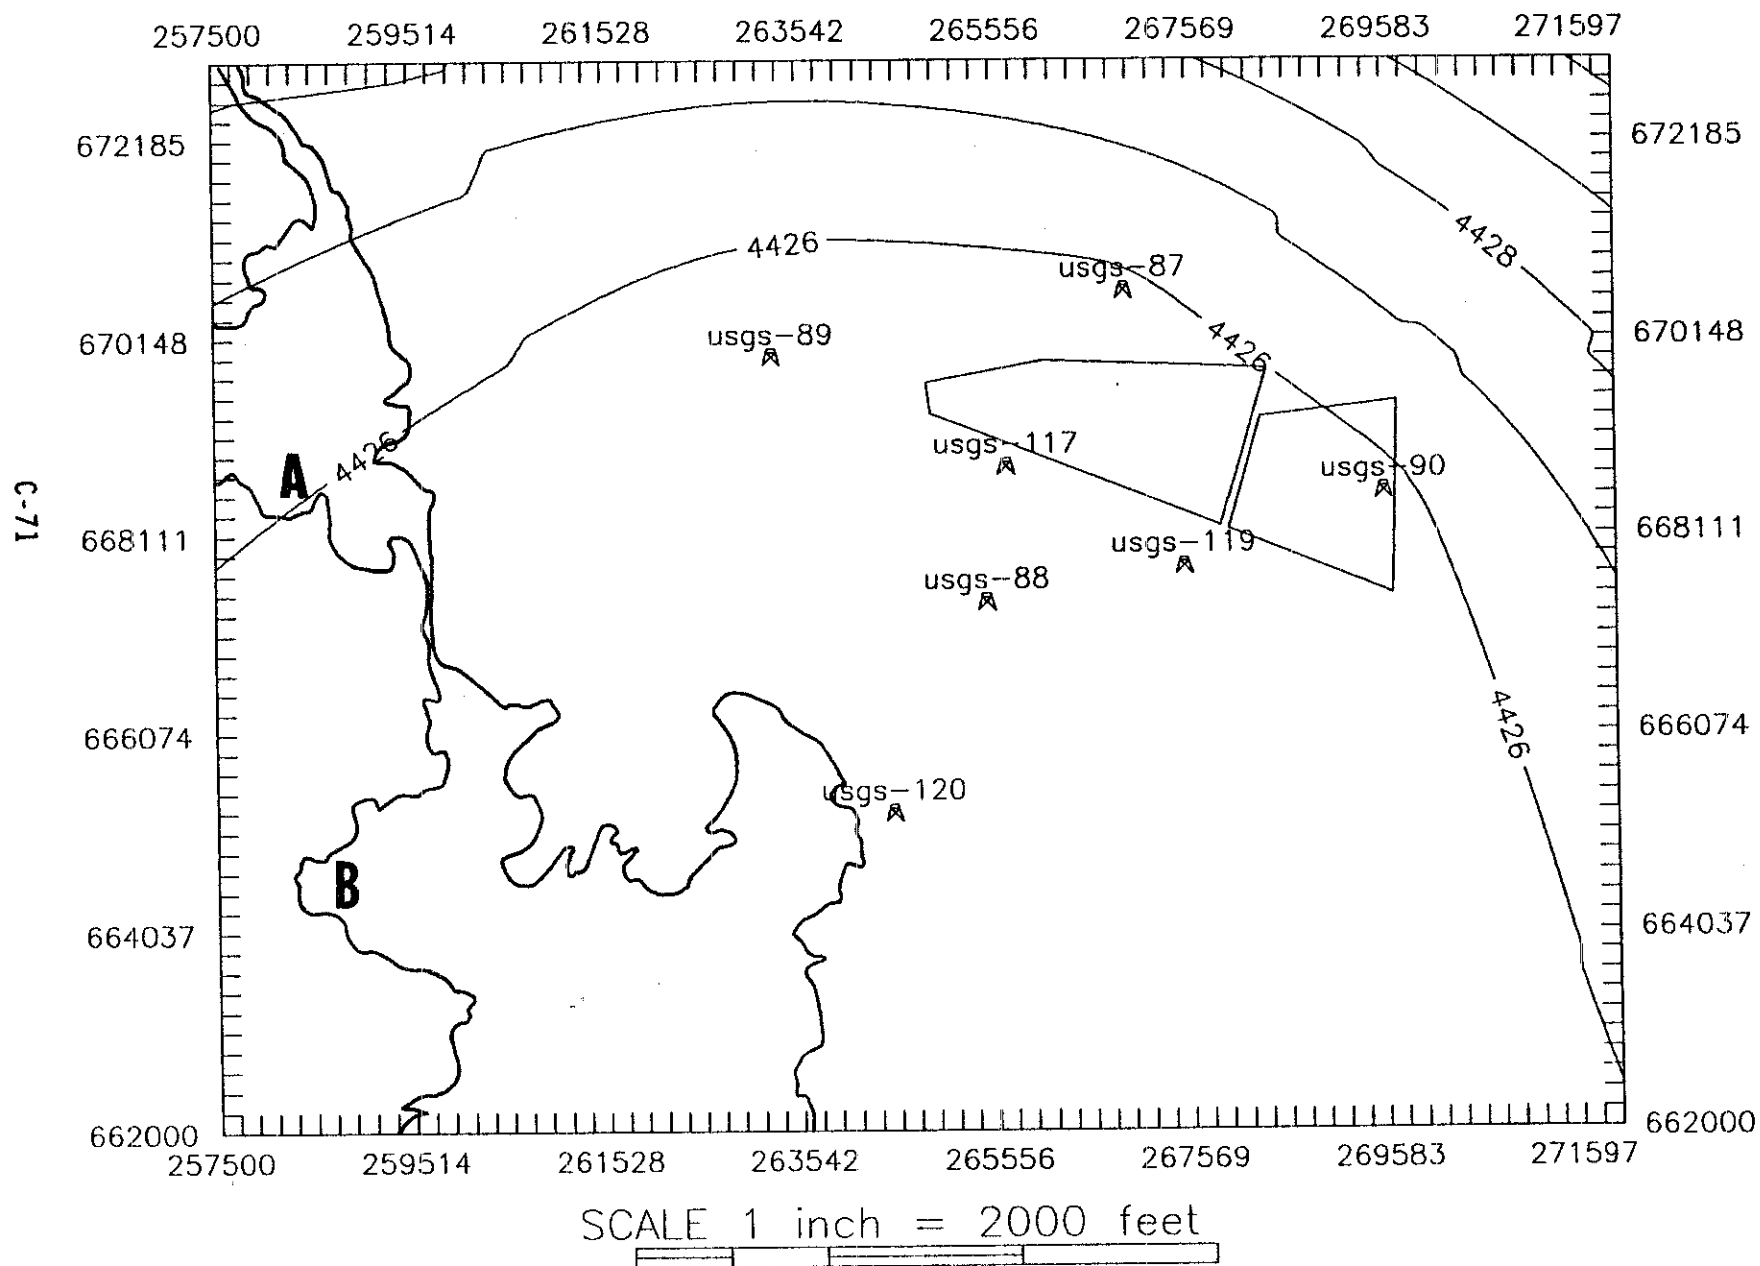 257500 259514 261528 263542 265556 267569 269583 271597
672185 672185
4428
4426
usgs-87
usgs-89
4426
670148 670148
4426
usgs-117
usgs-90
A
C-71
668111 668111
usgs-119
usgs-88
4426
666074 666074
usgs-120
B
664037 664037
662000 662000
257500 259514 261528 263542 265556 267569 269583 271597
SCALE 1 inch = 2000 feet